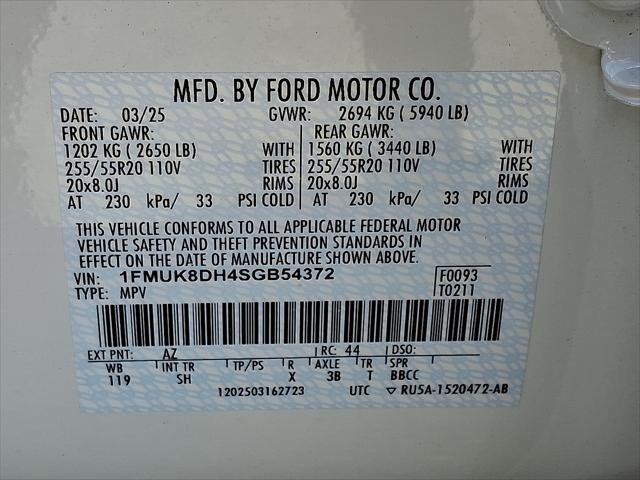 MFD. BY FORD MOTOR CO.
DATE: 03/25 GVWR: 2694 KG ( 5940 LB)
FRONT GAWR: REAR GAWR:
1202 KG ( 2650 LB) WITH 1560 KG ( 3440 LB) WITH
255/55R20 110V TIRES 255/55R20 110V TIRES
20x8.0J RIMS 20x8.0J RIMS
AT 230 kPa/ 33 PSI COLD AT 230 kPa/ 33 PSI COLD
THIS VEHICLE CONFORMS TO ALL APPLICABLE FEDERAL MOTOR
VEHICLE SAFETY AND THEFT PREVENTION STANDARDS IN
EFFECT ON THE DATE OF MANUFACTURE SHOWN ABOVE.
VIN: 1FMUK8DH4SGB54372 F0093
TYPE: MPV T0211
EXT PNT: AZ RC: 44 DSO:
WB INT TR TP/PS R AXLE TR SPR
119 SH X 3B T BBCC
1202503162723 UTC ▽ RU5A-1520472-AB